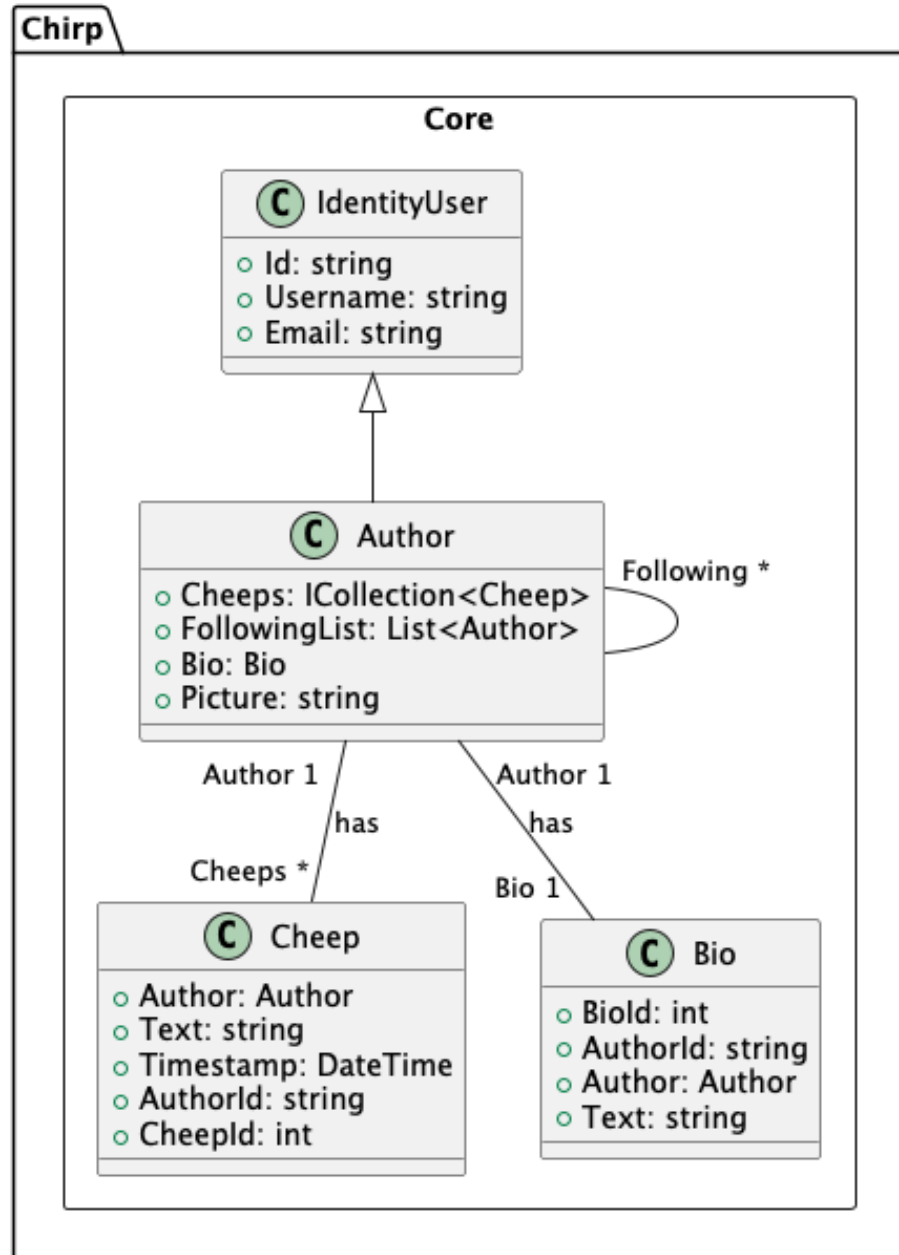 Chirp
Core
C IdentityUser
Id: string
Username: string
Email: string
C Author
Cheeps: ICollection<Cheep>
FollowingList: List<Author>
Bio: Bio
Picture: string
Following *
Author 1
has
Cheeps *
Author 1
has
Bio 1
C Cheep
Author: Author
Text: string
Timestamp: DateTime
AuthorId: string
CheepId: int
C Bio
BioId: int
AuthorId: string
Author: Author
Text: string